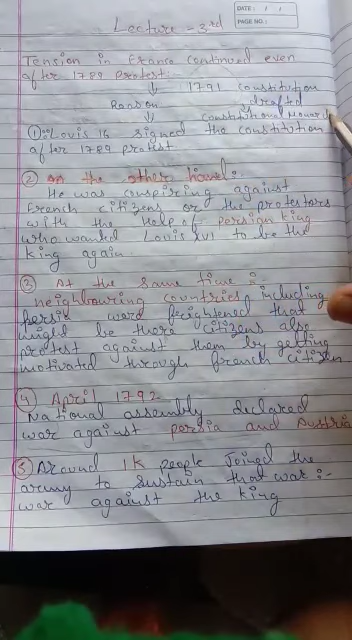 DATE: / /
PAGE NO.:
Lecture - 3rd
Tension in France continued even
after 1789 protest.
↓ 1791 constitution
drafted
Reason
↓ constitutional Monarch
① Lovis 16 signed the constitution
after 1789 protest
② on the other hand:
He was conspiring against
French citizens or the protestors
with the Help of persian king
who wanted Louis XVI to be the
king again.
③ At the same time:
neighbouring countries including
persia were frightened that
might be there citizens also
protest against them by getting
motivated through french citizen
④ April 1792
National assembly declared
war against persia and Austria
⑤ Around 1K people joined the
army to sustain that war:-
war against the king